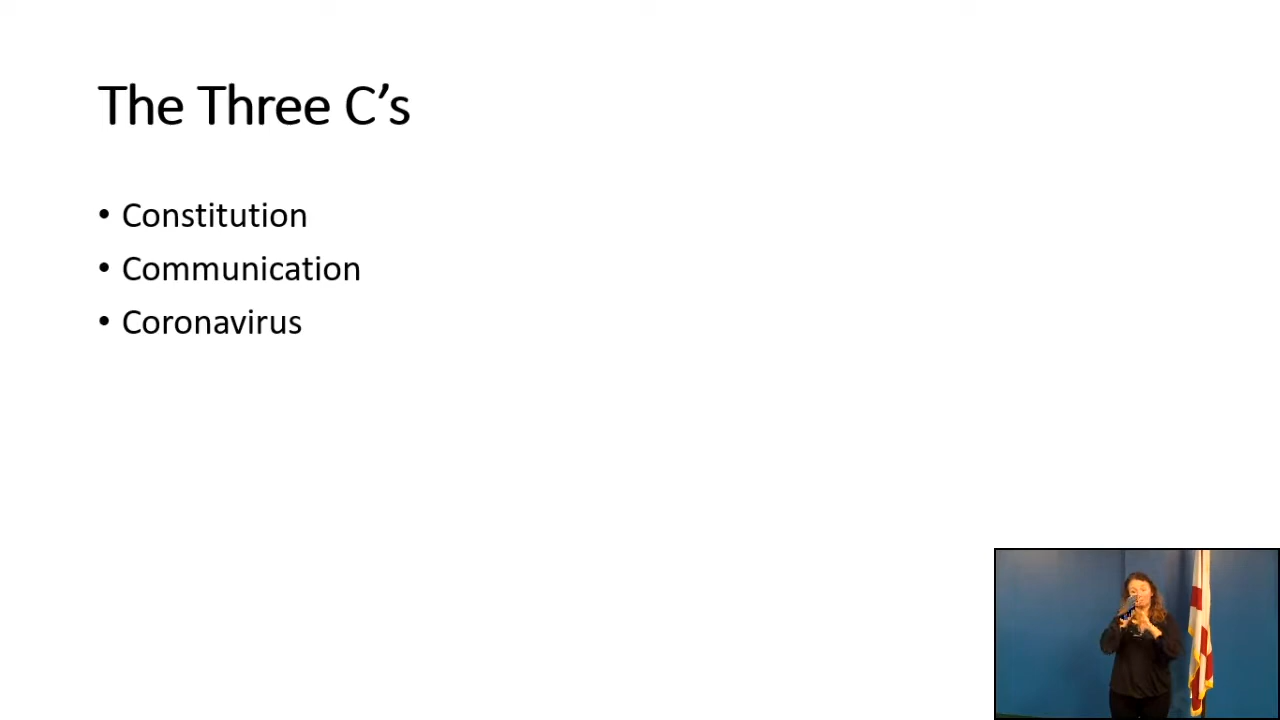 The Three C’s
• Constitution
• Communication
• Coronavirus